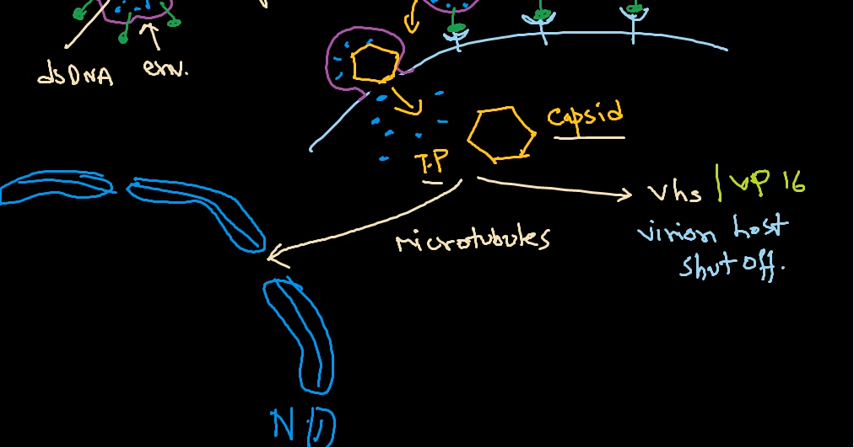 dsDNA env.
Capsid
T.P
vhs | VP 16
microtubules
virion host
shut off.
N